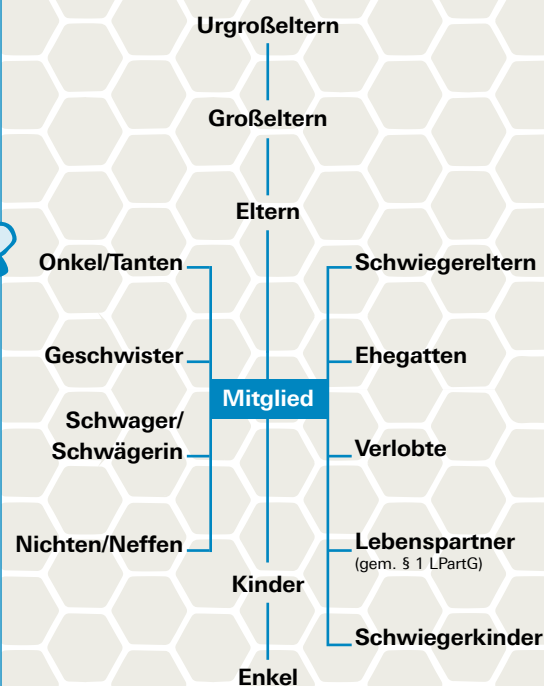 Urgroßeltern
Großeltern
Eltern
Onkel/Tanten
Schwiegereltern
Geschwister
Ehegatten
Mitglied
Schwager/
Schwägerin
Verlobte
Nichten/Neffen
Lebenspartner
(gem. § 1 LPartG)
Kinder
Schwiegerkinder
Enkel